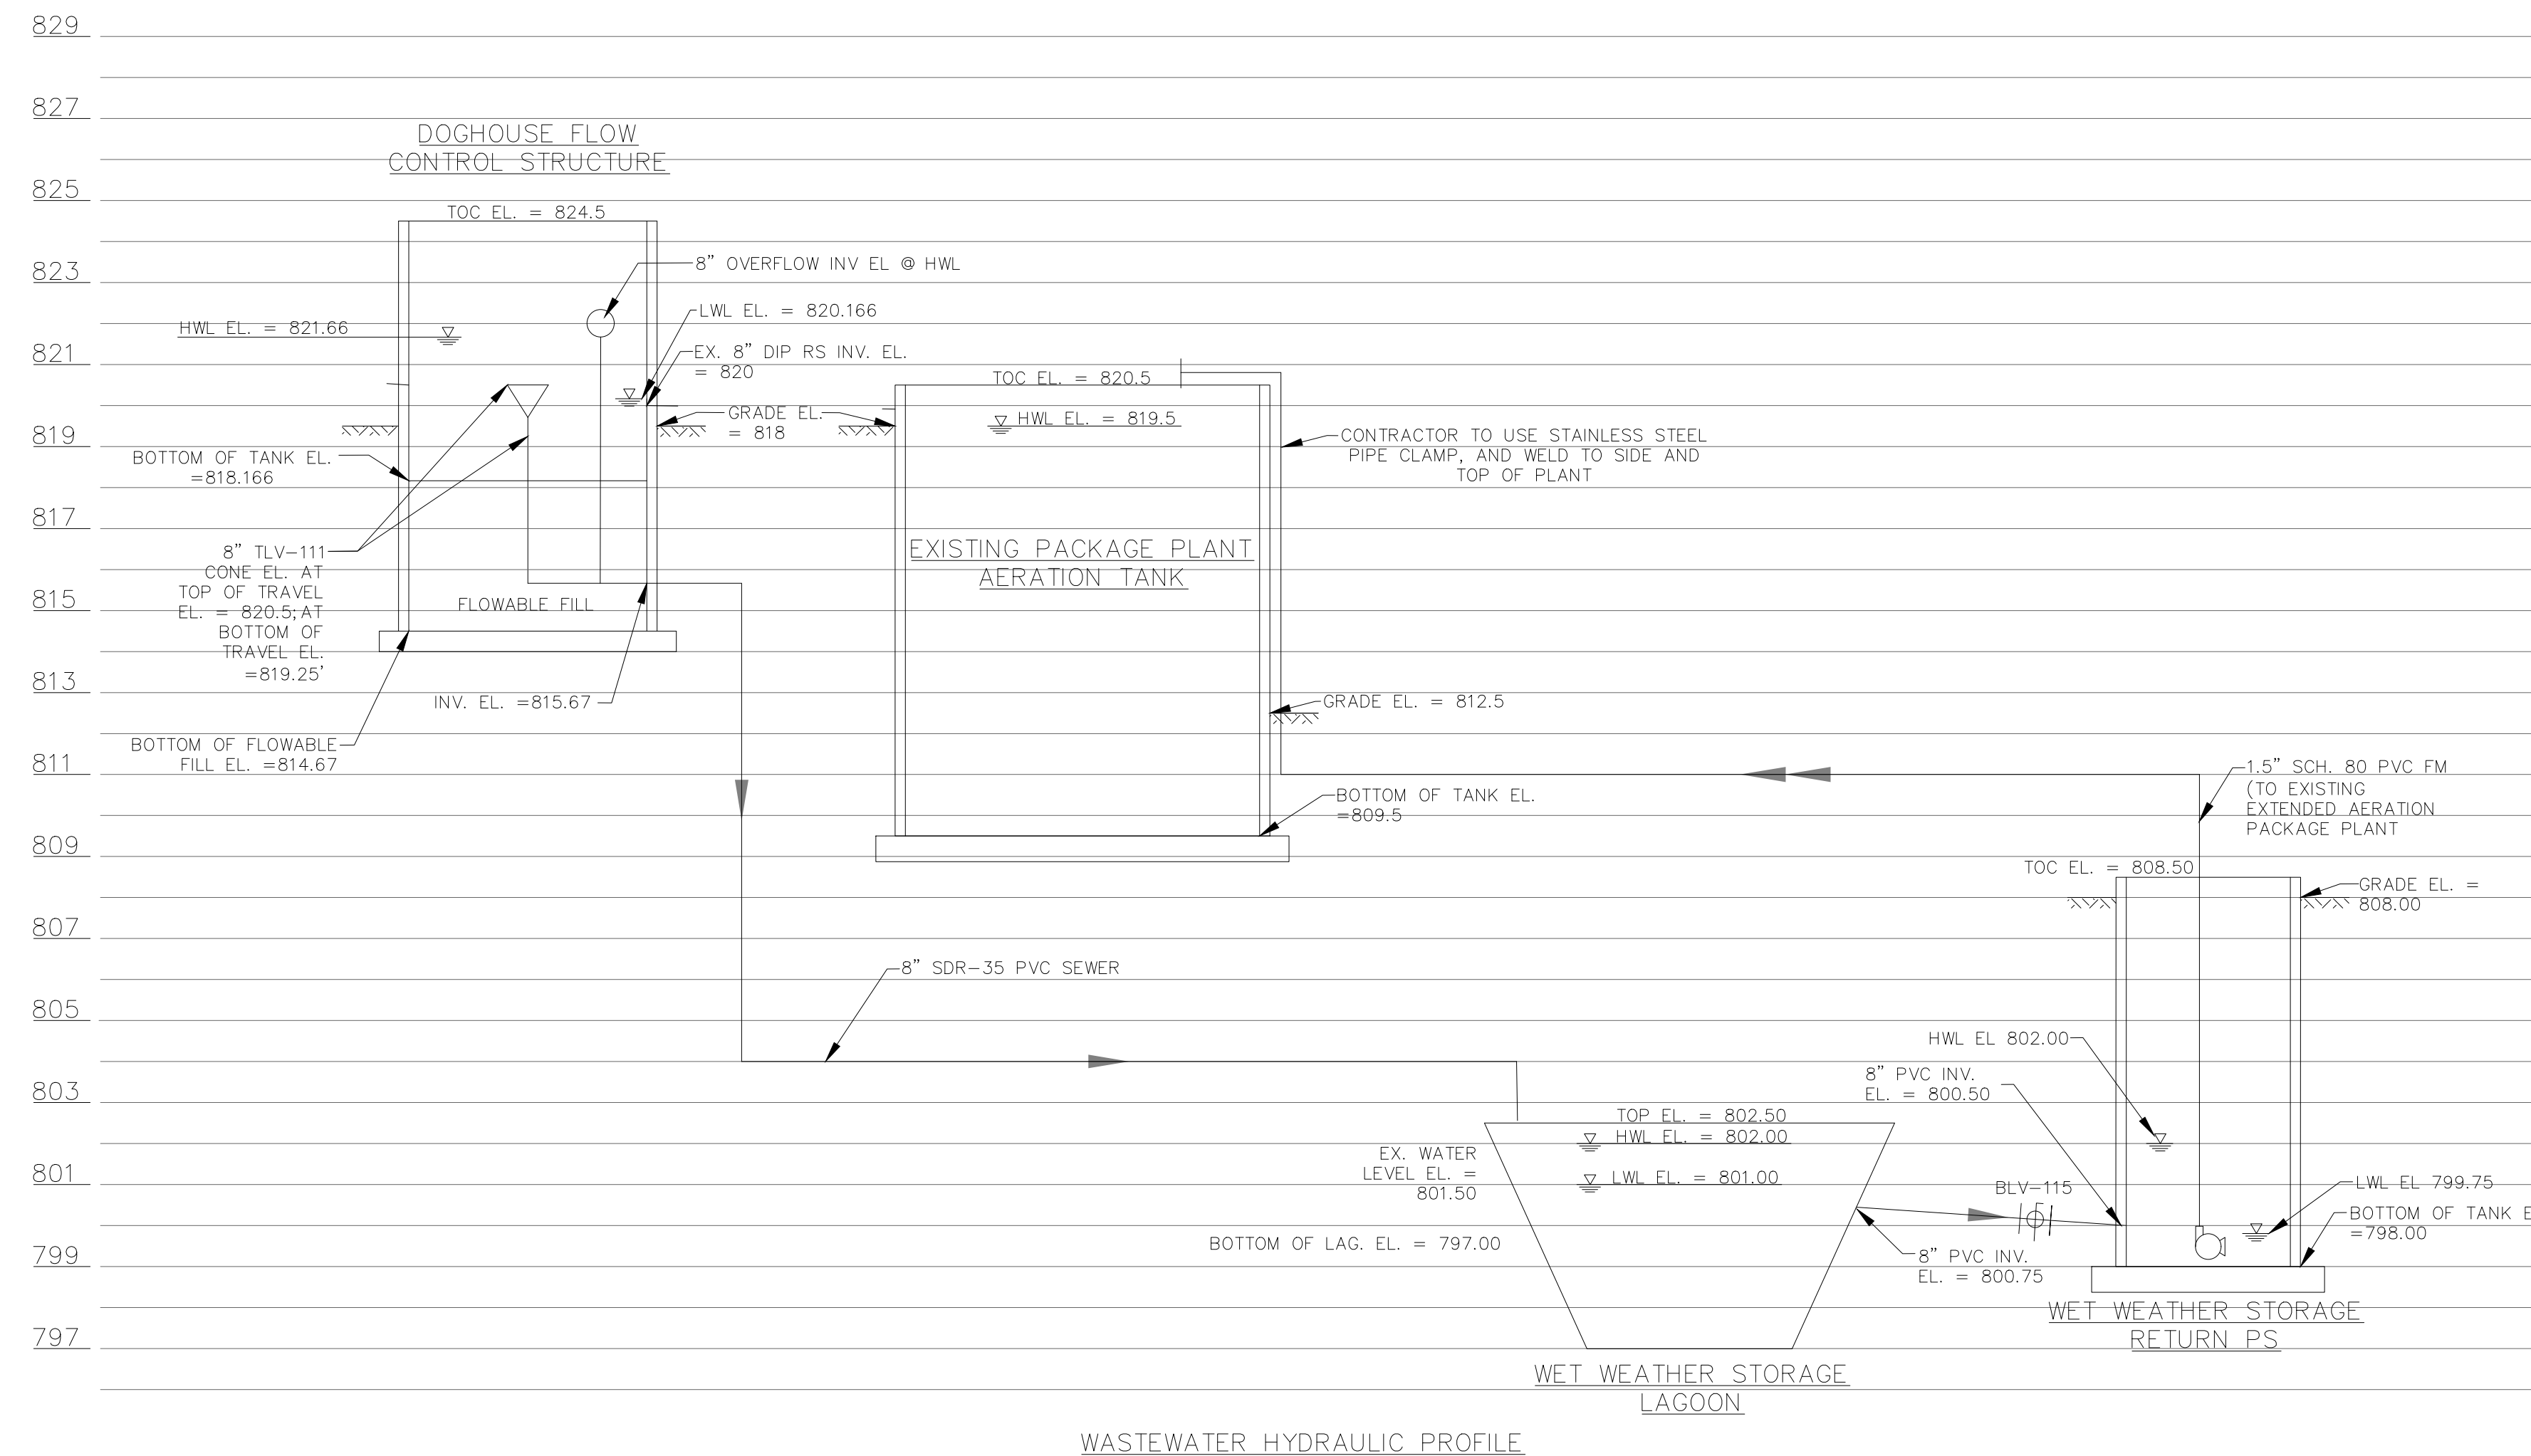 829
827
825
823
821
819
817
815
813
811
809
807
805
803
801
799
797
DOGHOUSE FLOW
CONTROL STRUCTURE
TOC EL. = 824.5
8" OVERFLOW INV EL @ HWL
LWL EL. = 820.166
HWL EL. = 821.66
EX. 8" DIP RS INV. EL.
= 820
GRADE EL.
= 818
BOTTOM OF TANK EL.
=818.166
8" TLV-111
CONE EL. AT
TOP OF TRAVEL
EL. = 820.5; AT
BOTTOM OF
TRAVEL EL.
=819.25'
FLOWABLE FILL
INV. EL. =815.67
BOTTOM OF FLOWABLE
FILL EL. =814.67
TOC EL. = 820.5
HWL EL. = 819.5
EXISTING PACKAGE PLANT
AERATION TANK
CONTRACTOR TO USE STAINLESS STEEL
PIPE CLAMP, AND WELD TO SIDE AND
TOP OF PLANT
GRADE EL. = 812.5
BOTTOM OF TANK EL.
=809.5
1.5" SCH. 80 PVC FM
(TO EXISTING
EXTENDED AERATION
PACKAGE PLANT
TOC EL. = 808.50
GRADE EL. =
808.00
8" SDR-35 PVC SEWER
HWL EL 802.00
8" PVC INV.
EL. = 800.50
TOP EL. = 802.50
HWL EL. = 802.00
LWL EL. = 801.00
EX. WATER
LEVEL EL. =
801.50
BOTTOM OF LAG. EL. = 797.00
BLV-115
8" PVC INV.
EL. = 800.75
LWL EL 799.75
BOTTOM OF TANK E
=798.00
WET WEATHER STORAGE
RETURN PS
WET WEATHER STORAGE
LAGOON
WASTEWATER HYDRAULIC PROFILE